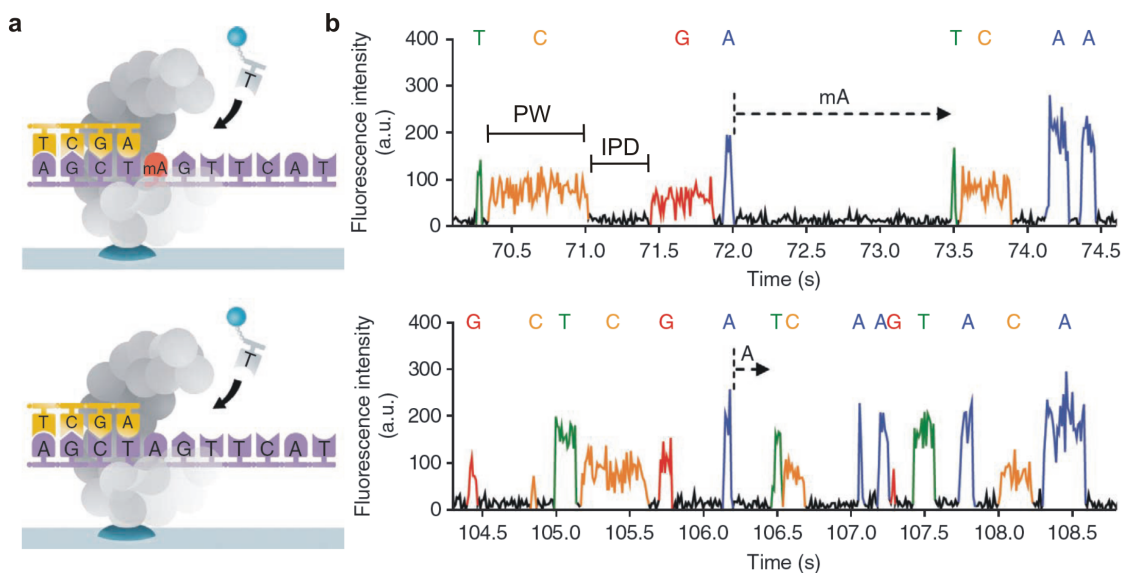 a
T
T C G A
A G C T mA G T T C A T
T
T C G A
A G C T A G T T C A T
b
T C G A T C A A
Fluorescence intensity
(a.u.)
400
300
200
100
0
PW
IPD
mA
70.5 71.0 71.5 72.0 72.5 73.0 73.5 74.0 74.5
Time (s)
G C T C G A T C A A G T A C A
Fluorescence intensity
(a.u.)
400
300
200
100
0
A
104.5 105.0 105.5 106.0 106.5 107.0 107.5 108.0 108.5
Time (s)